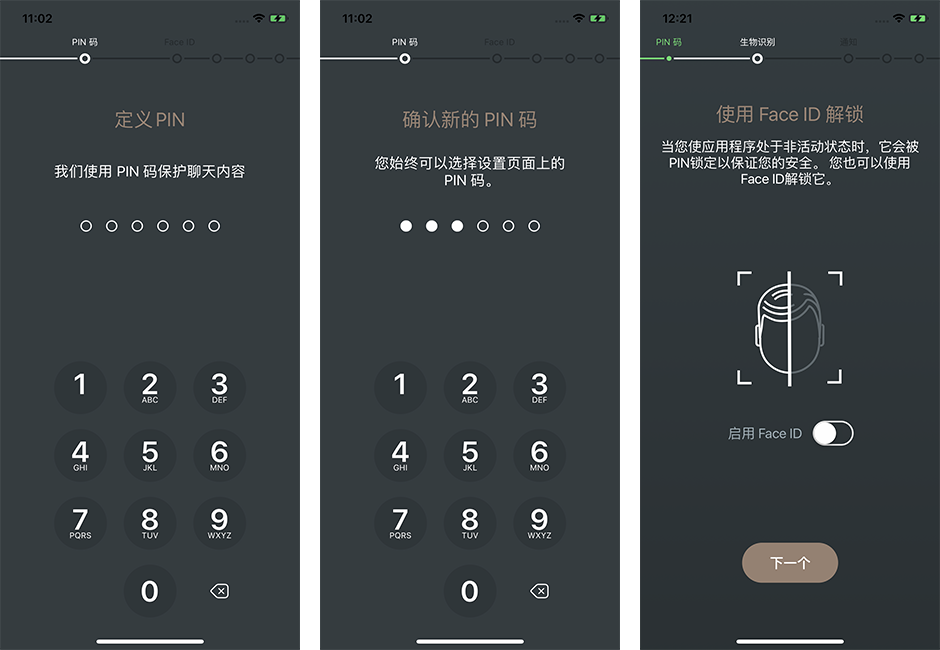 11:02
PIN 码
Face ID
定义 PIN
我们使用 PIN 码保护聊天内容
1
2
ABC
3
DEF
4
GHI
5
JKL
6
MNO
7
PQRS
8
TUV
9
WXYZ
0
11:02
PIN 码
Face ID
确认新的 PIN 码
您始终可以选择设置页面上的
PIN 码。
1
2
ABC
3
DEF
4
GHI
5
JKL
6
MNO
7
PQRS
8
TUV
9
WXYZ
0
12:21
PIN 码
生物识别
通知
使用 Face ID 解锁
当您使应用程序处于非活动状态时，它会被
PIN锁定以保证您的安全。您也可以使用
Face ID解锁它。
启用 Face ID
下一个